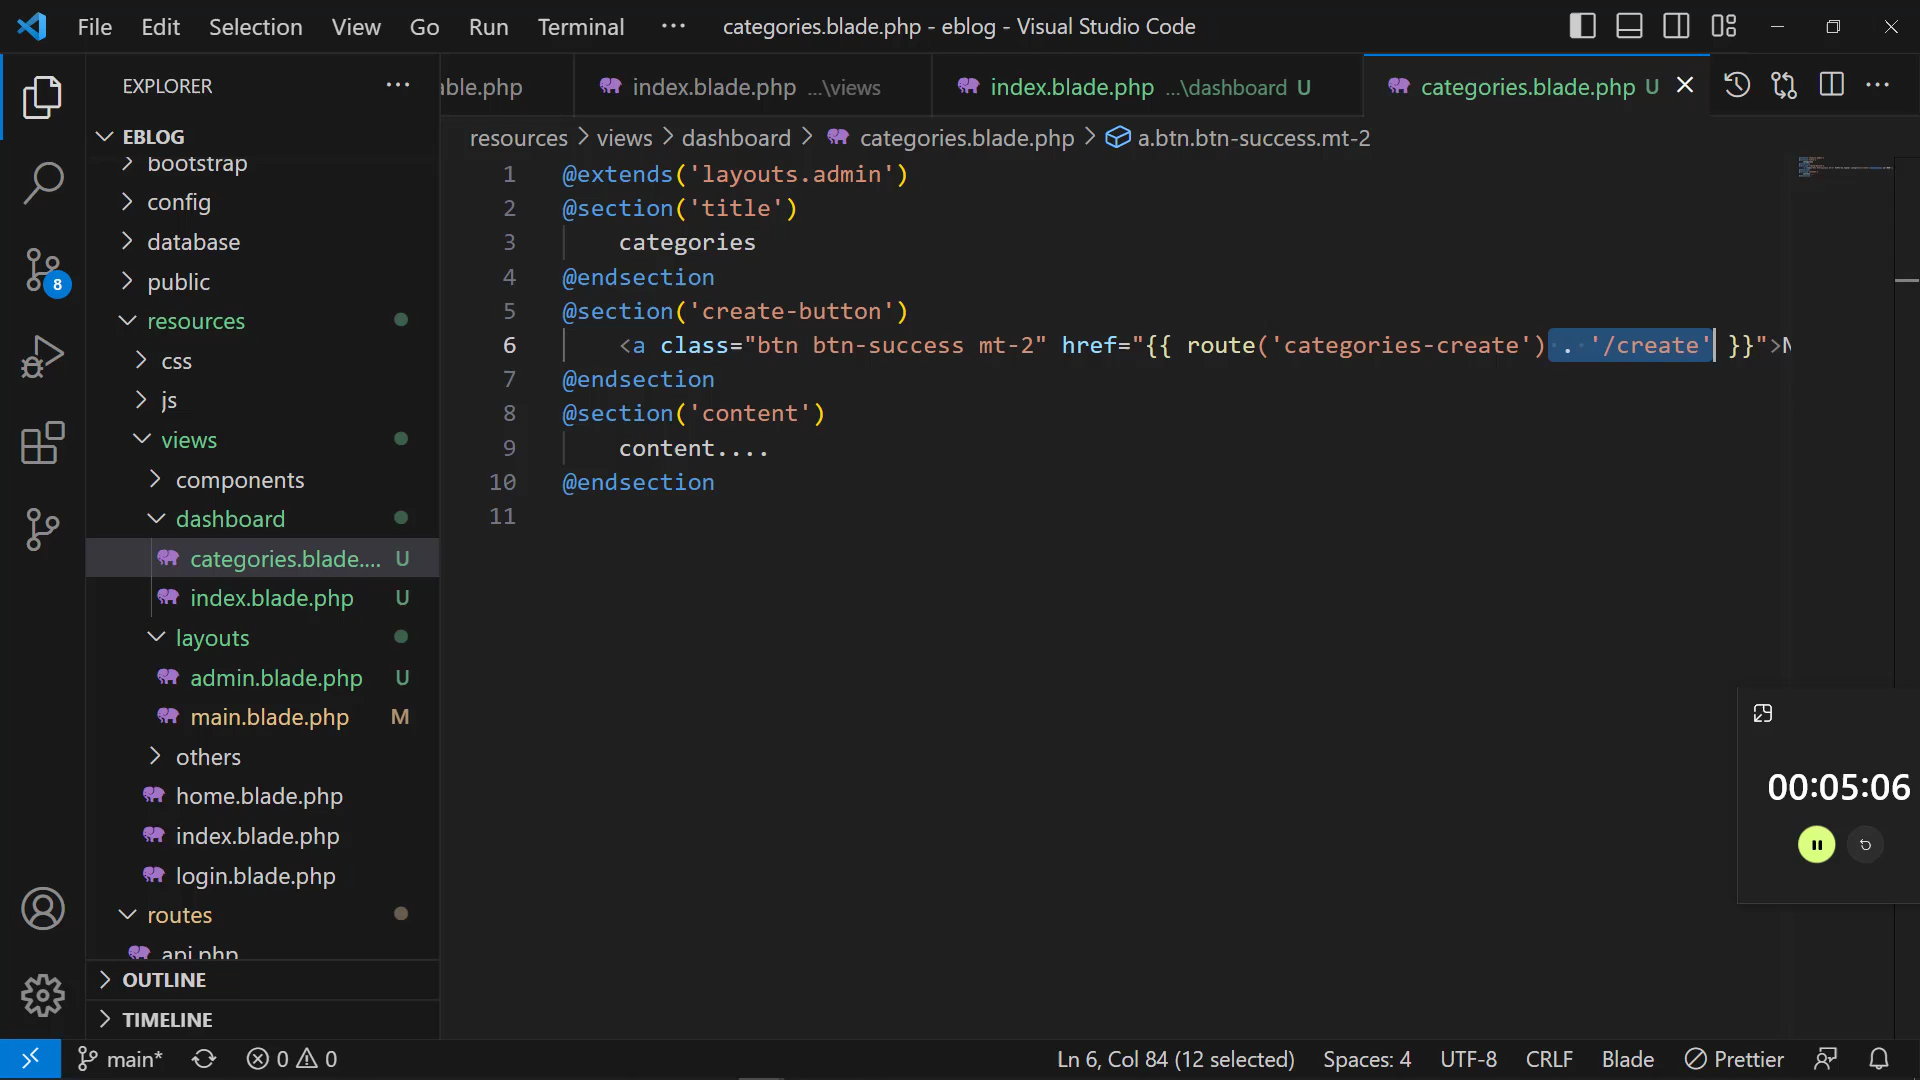 File Edit Selection View Go Run Terminal ··· categories.blade.php - eblog - Visual Studio Code
EXPLORER ···
able.php index.blade.php ...\views index.blade.php ...\dashboard U categories.blade.php U ···
resources > views > dashboard > categories.blade.php > a.btn.btn-success.mt-2
EBLOG
bootstrap
config
database
public
resources
css
js
views
components
dashboard
categories.blade.... U
index.blade.php U
layouts
admin.blade.php U
main.blade.php M
others
home.blade.php
index.blade.php
login.blade.php
routes
api.php
OUTLINE
TIMELINE
8
1 @extends('layouts.admin')
2 @section('title')
3 categories
4 @endsection
5 @section('create-button')
6 <a class="btn btn-success mt-2" href="{{ route('categories-create') . '/create' }}">N
7 @endsection
8 @section('content')
9 content....
10 @endsection
11
00:05:06
main* 0 0 Ln 6, Col 84 (12 selected) Spaces: 4 UTF-8 CRLF Blade Prettier